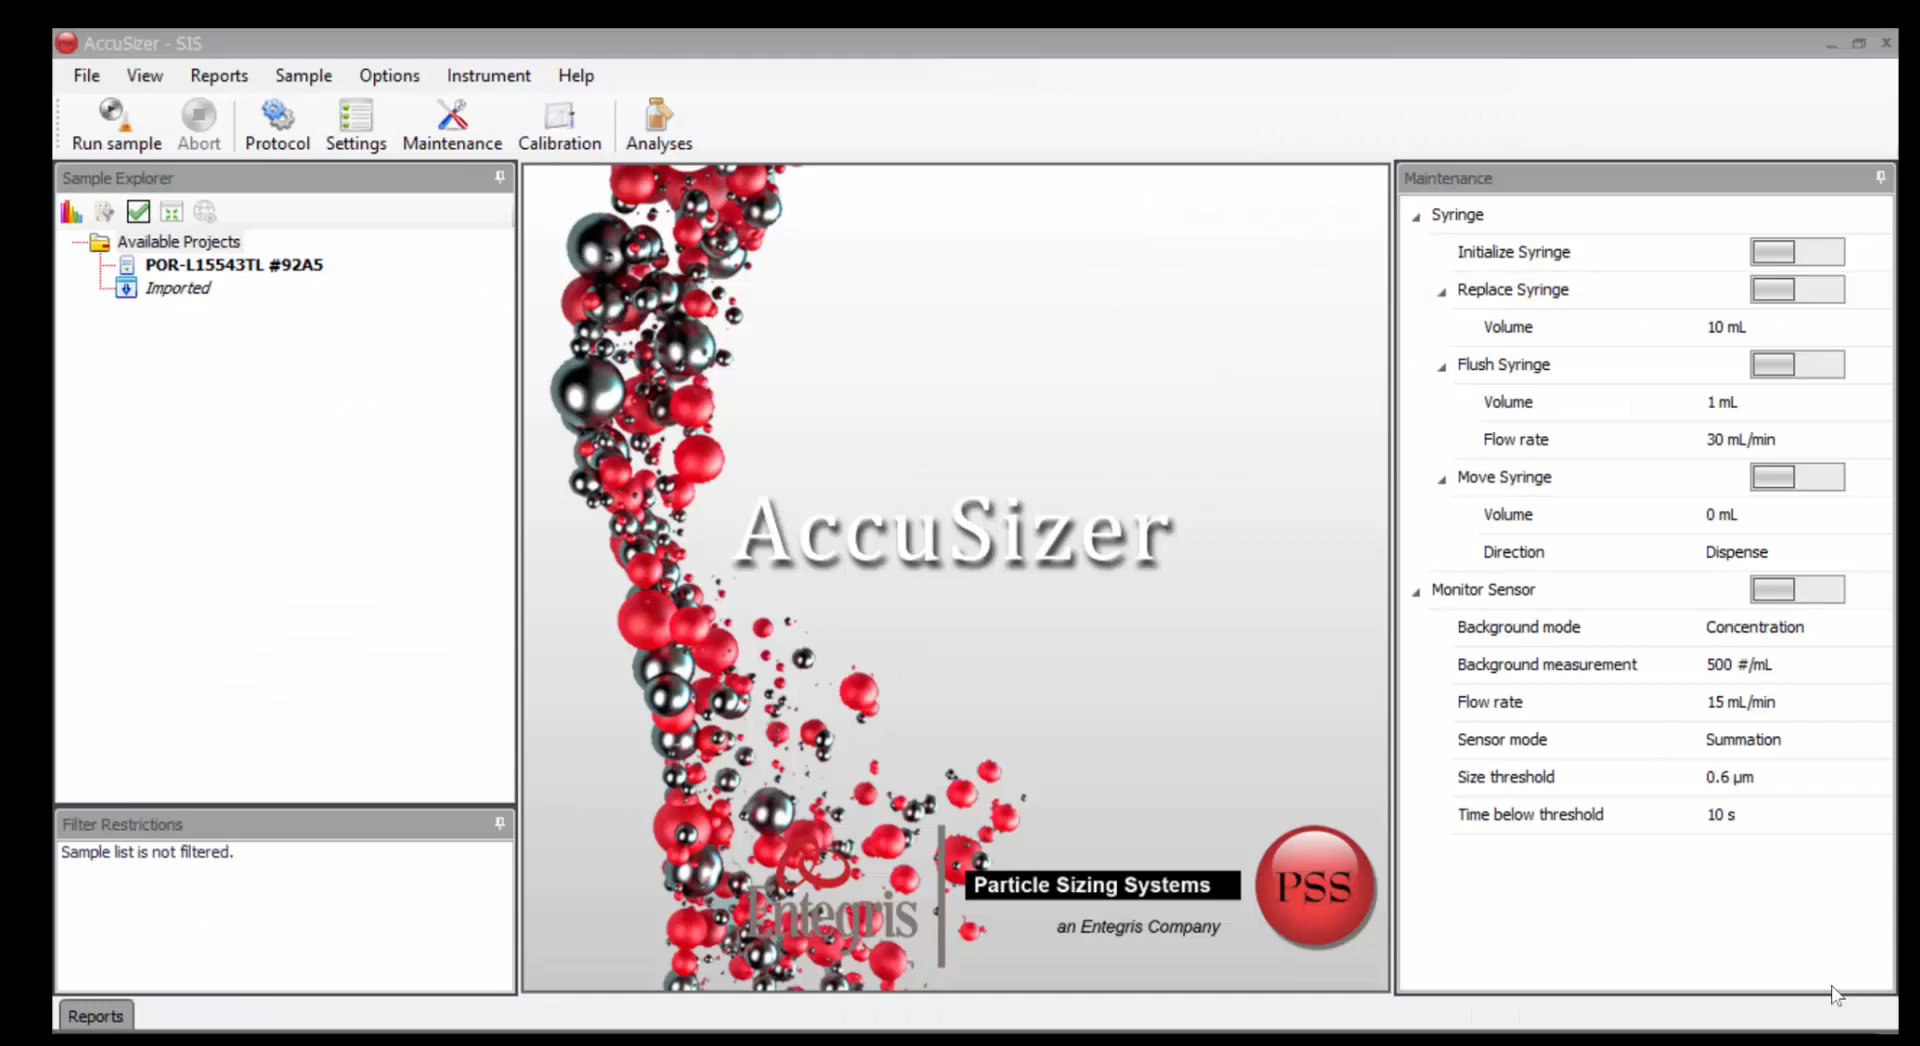 AccuSizer - SIS
File View Reports Sample Options Instrument Help
Run sample Abort Protocol Settings Maintenance Calibration Analyses
Sample Explorer
Available Projects
POR-L15543TL #92A5
Imported
Filter Restrictions
Sample list is not filtered.
Reports
AccuSizer
Entegris
Particle Sizing Systems
an Entegris Company
PSS
Maintenance
Syringe
Initialize Syringe
Replace Syringe
Volume 10 mL
Flush Syringe
Volume 1 mL
Flow rate 30 mL/min
Move Syringe
Volume 0 mL
Direction Dispense
Monitor Sensor
Background mode Concentration
Background measurement 500 #/mL
Flow rate 15 mL/min
Sensor mode Summation
Size threshold 0.6 µm
Time below threshold 10 s